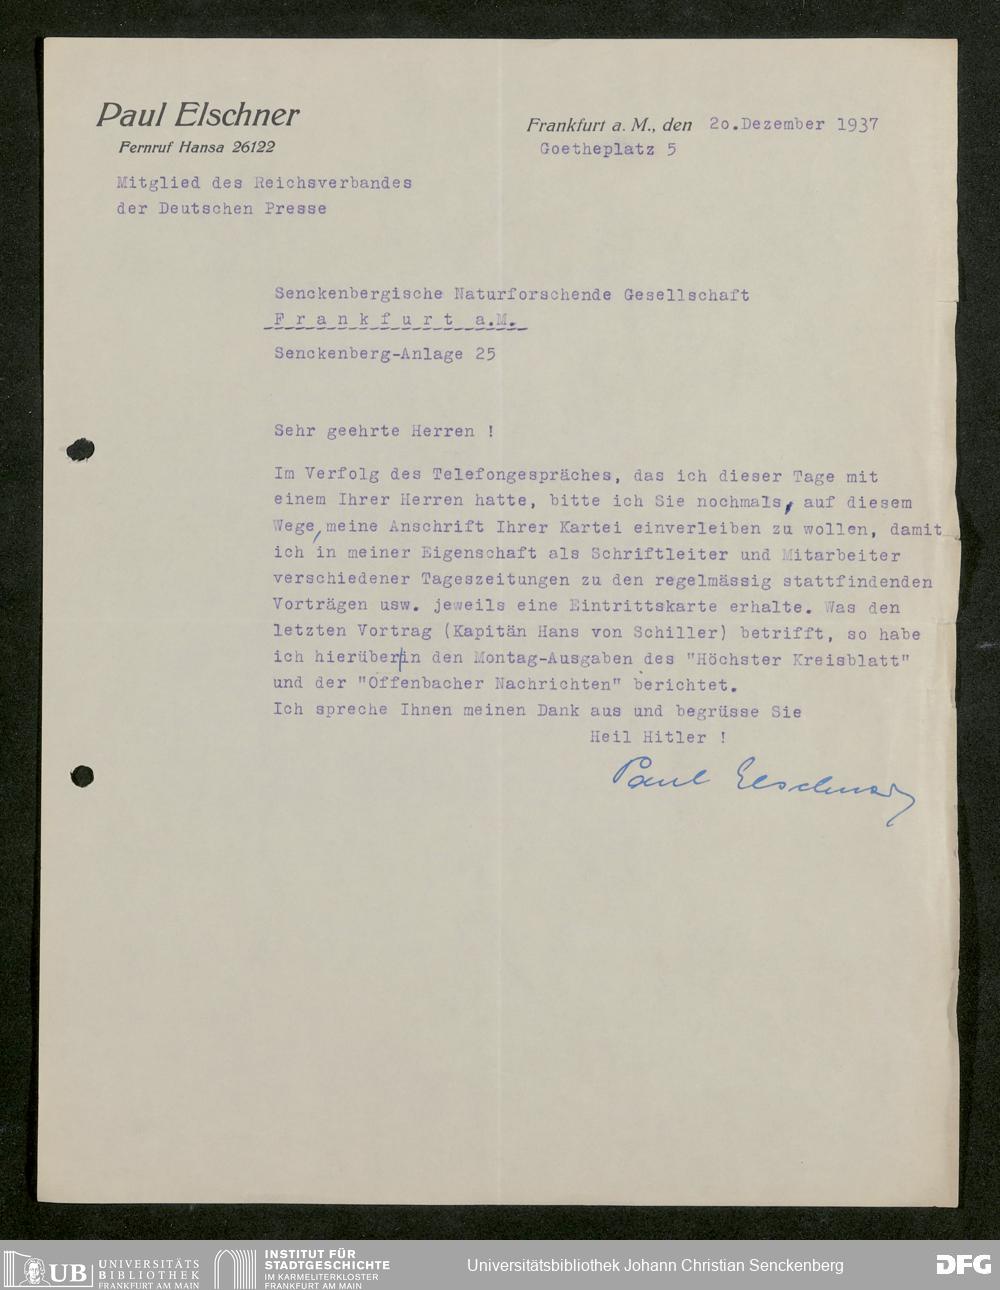 Paul Elschner
Fernruf Hansa 26122
Mitglied des Reichsverbandes
der Deutschen Presse
Frankfurt a. M., den 2o.Dezember 1937
Goetheplatz 5
Senckenbergische Naturforschende Gesellschaft
F r a n k f u r t a.M.
Senckenberg-Anlage 25
Sehr geehrte Herren !
Im Verfolg des Telefongespräches, das ich dieser Tage mit
einem Ihrer Herren hatte, bitte ich Sie nochmals, auf diesem
Wege, meine Anschrift Ihrer Kartei einverleiben zu wollen, damit
ich in meiner Eigenschaft als Schriftleiter und Mitarbeiter
verschiedener Tageszeitungen zu den regelmässig stattfindenden
Vorträgen usw. jeweils eine Eintrittskarte erhalte. Was den
letzten Vortrag (Kapitän Hans von Schiller) betrifft, so habe
ich hierüber in den Montag-Ausgaben des "Höchster Kreisblatt"
und der "Offenbacher Nachrichten" berichtet.
Ich spreche Ihnen meinen Dank aus und begrüsse Sie
Heil Hitler !
Paul Elschner
UB UNIVERSITÄTS
BIBLIOTHEK
FRANKFURT AM MAIN
INSTITUT FÜR
STADTGESCHICHTE
IM KARMELITERKLOSTER
FRANKFURT AM MAIN
Universitätsbibliothek Johann Christian Senckenberg
DFG